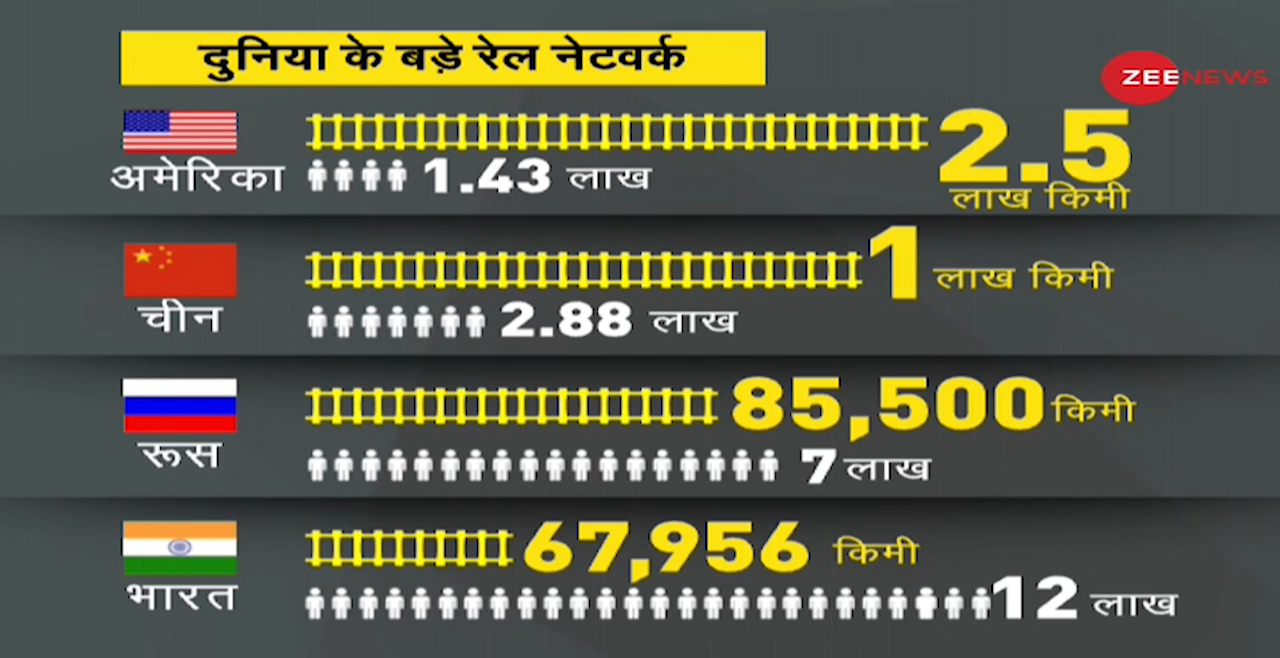 दुनिया के बड़े रेल नेटवर्क
ZEENEWS
2.5
लाख किमी
अमेरिका
1.43 लाख
1 लाख किमी
चीन
2.88 लाख
85,500 किमी
रूस
7 लाख
67,956 किमी
भारत
12 लाख